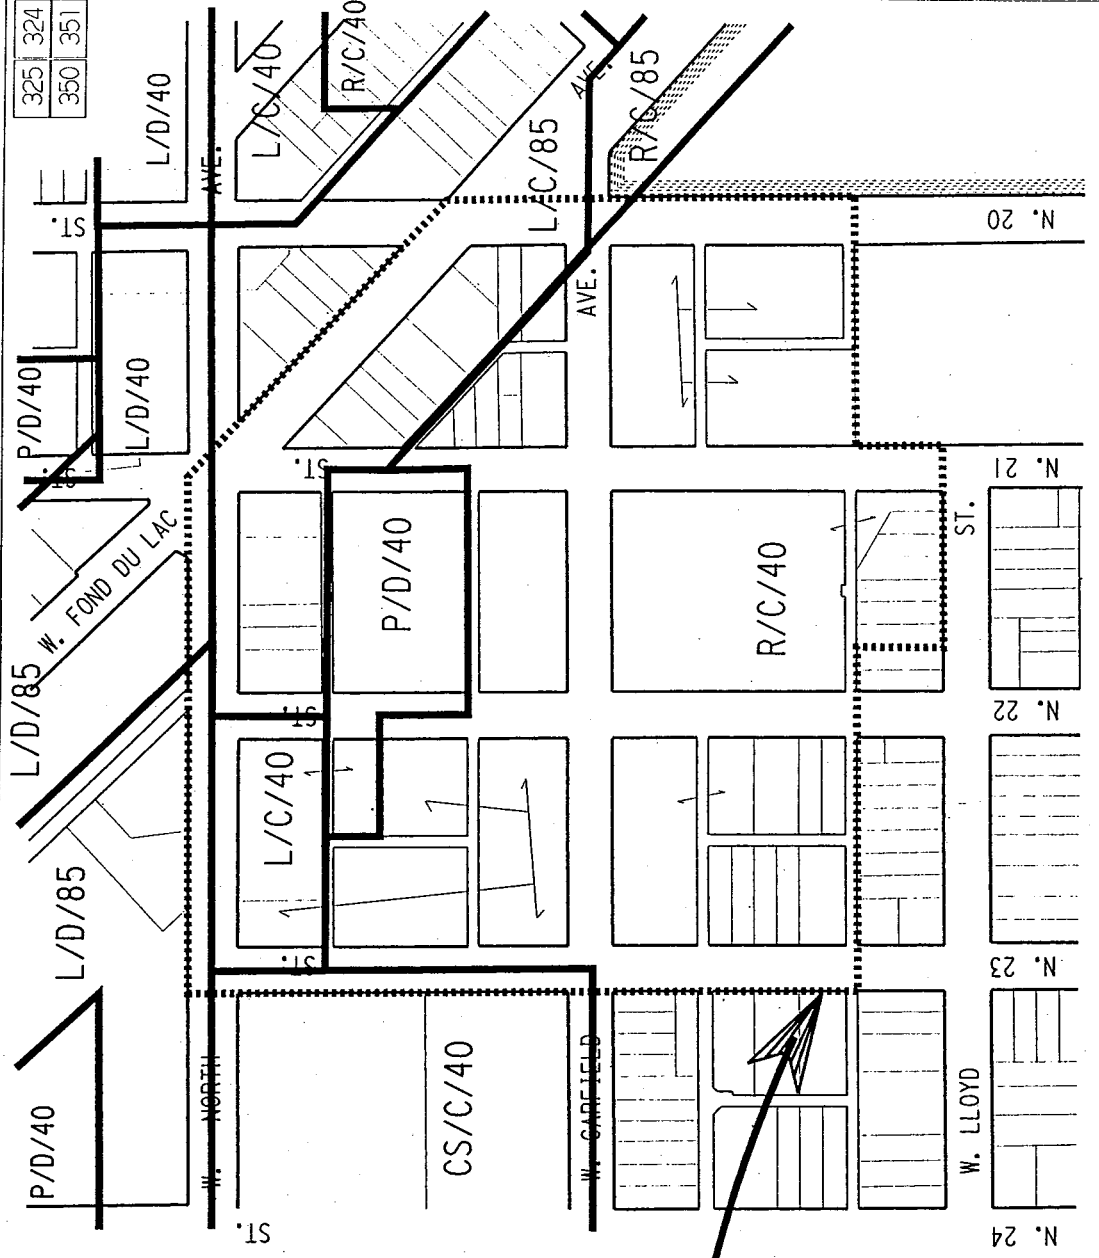 325 324
350 351
L/D/40
L/C/40
R/C/40
AVE.
R/C/85
L/C/85
AVE.
ST.
N. 20
P/D/40
L/D/40
AVE.
ST.
ST.
N. 21
W. FOND DU LAC
ST.
P/D/40
R/C/40
L/D/85
ST.
N. 22
L/C/40
L/D/85
ST.
N. 23
P/D/40
W. NORTH
CS/C/40
W. GARFIELD
W. LLOYD
ST.
N. 24